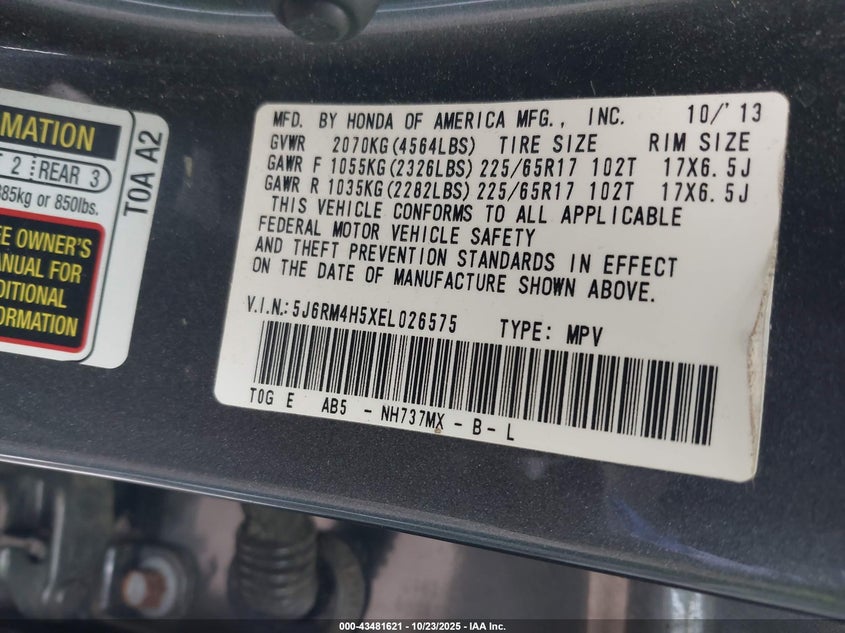 MATION
T 2 REAR 3
385kg or 850lbs.
EE OWNER'S
ANUAL FOR
DITIONAL
ORMATION
T0A A2
MFD. BY HONDA OF AMERICA MFG., INC. 10/'13
GVWR 2070KG(4564LBS) TIRE SIZE RIM SIZE
GAWR F 1055KG(2326LBS) 225/65R17 102T 17X6.5J
GAWR R 1035KG(2282LBS) 225/65R17 102T 17X6.5J
THIS VEHICLE CONFORMS TO ALL APPLICABLE
FEDERAL MOTOR VEHICLE SAFETY
AND THEFT PREVENTION STANDARDS IN EFFECT
ON THE DATE OF MANUFACTURE SHOWN ABOVE.
V.I.N.: 5J6RM4H5XEL026575 TYPE: MPV
T0G E AB5 - NH737MX - B - L
000-43481621 - 10/23/2025 - IAA Inc.